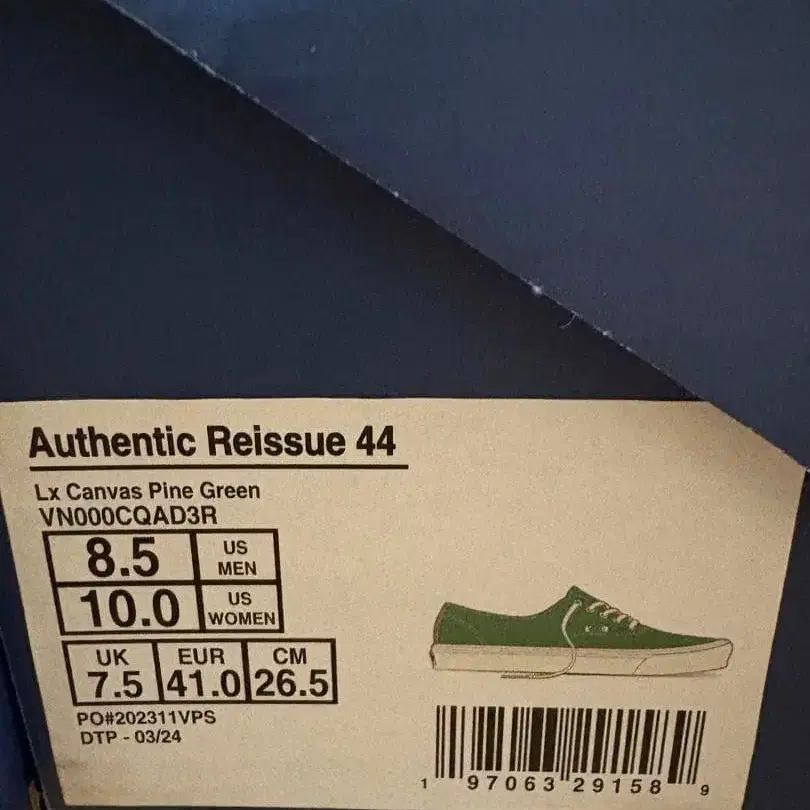 Authentic Reissue 44
Lx Canvas Pine Green
VN000CQAD3R
8.5 US MEN
10.0 US WOMEN
UK EUR CM
7.5 41.0 26.5
PO#202311VPS
DTP - 03/24
1 97063 29158 9